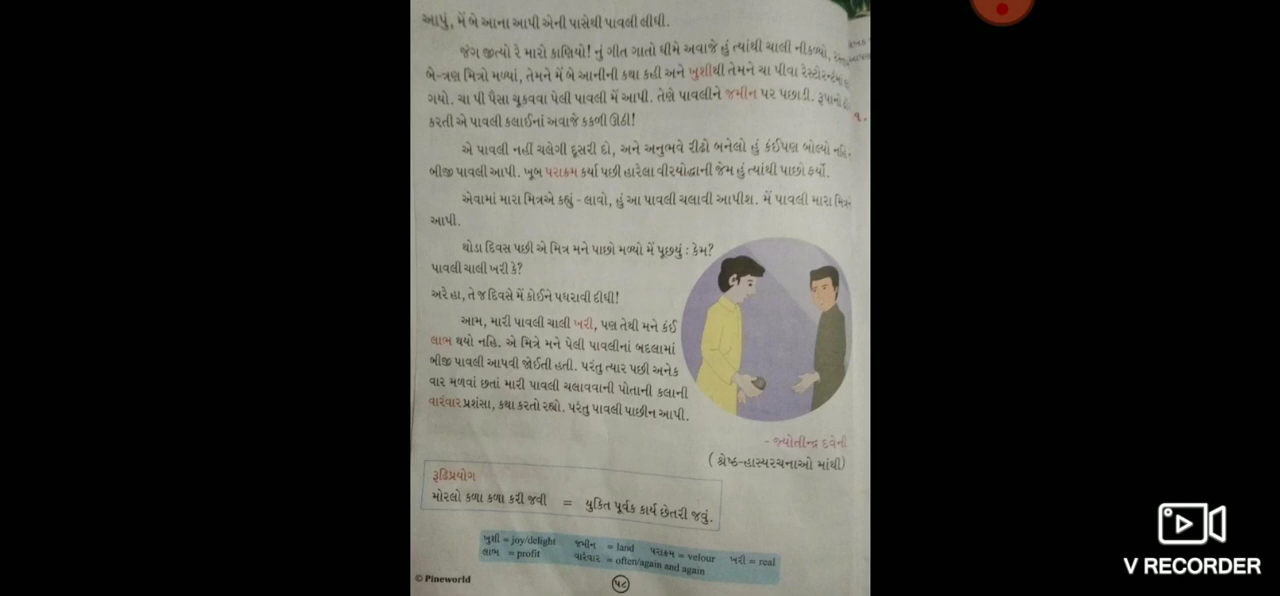 આપું, મેં બે આના આપી એની પાસેથી પાવલી લીધી.
જંગ જીત્યો રે મારો કાણિયો! નું ગીત ગાતો ધીમે અવાજે હું ત્યાંથી ચાલી નીકળ્યો,
બે-ત્રણ મિત્રો મળ્યાં, તેમને મેં બે આનીની કથા કહી અને ખુશીથી તેમને ચા પીવા રેસ્ટોરન્ટમાં
ગયો. ચા પી પૈસા ચૂકવવા પેલી પાવલી મેં આપી. તેણે પાવલીને જમીન પર પછાડી. રૂપાનો
કરતી એ પાવલી કલાઈનાં અવાજે કકળી ઊઠી!
૧.
એ પાવલી નહીં ચલેગી દૂસરી દો, અને અનુભવે રીઢો બનેલો હું કંઈપણ બોલ્યો નહિ.
બીજી પાવલી આપી. ખૂબ પરાક્રમ કર્યા પછી હારેલા વીરયોદ્ધાની જેમ હું ત્યાંથી પાછો ફર્યો.
એવામાં મારા મિત્રએ કહ્યું - લાવો, હું આ પાવલી ચલાવી આપીશ. મેં પાવલી મારા મિત્રને
આપી.
થોડા દિવસ પછી એ મિત્ર મને પાછો મળ્યો મેં પૂછયું : કેમ?
પાવલી ચાલી ખરી કે?
અરે હા, તે જ દિવસે મેં કોઈને પધરાવી દીધી!
આમ, મારી પાવલી ચાલી ખરી, પણ તેથી મને કંઈ
લાભ થયો નહિ. એ મિત્રે મને પેલી પાવલીનાં બદલામાં
બીજી પાવલી આપવી જોઈતી હતી. પરંતુ ત્યાર પછી અનેક
વાર મળવાં છતાં મારી પાવલી ચલાવવાની પોતાની કલાની
વારંવાર પ્રશંસા, કથા કરતો રહ્યો. પરંતુ પાવલી પાછી ન આપી.
- જ્યોતીન્દ્ર દવેની
( શ્રેષ્ઠ-હાસ્યરચનાઓ માંથી)
રૂઢિપ્રયોગ
મોરલો કળા કળા કરી જવી = યુકિત પૂર્વક કાર્ય છેતરી જવું.
ખુશી = joy/delight જમીન = land પરાક્રમ = velour ખરી = real
લાભ = profit વારંવાર = often/again and again
© Pineworld
૫૮
V RECORDER